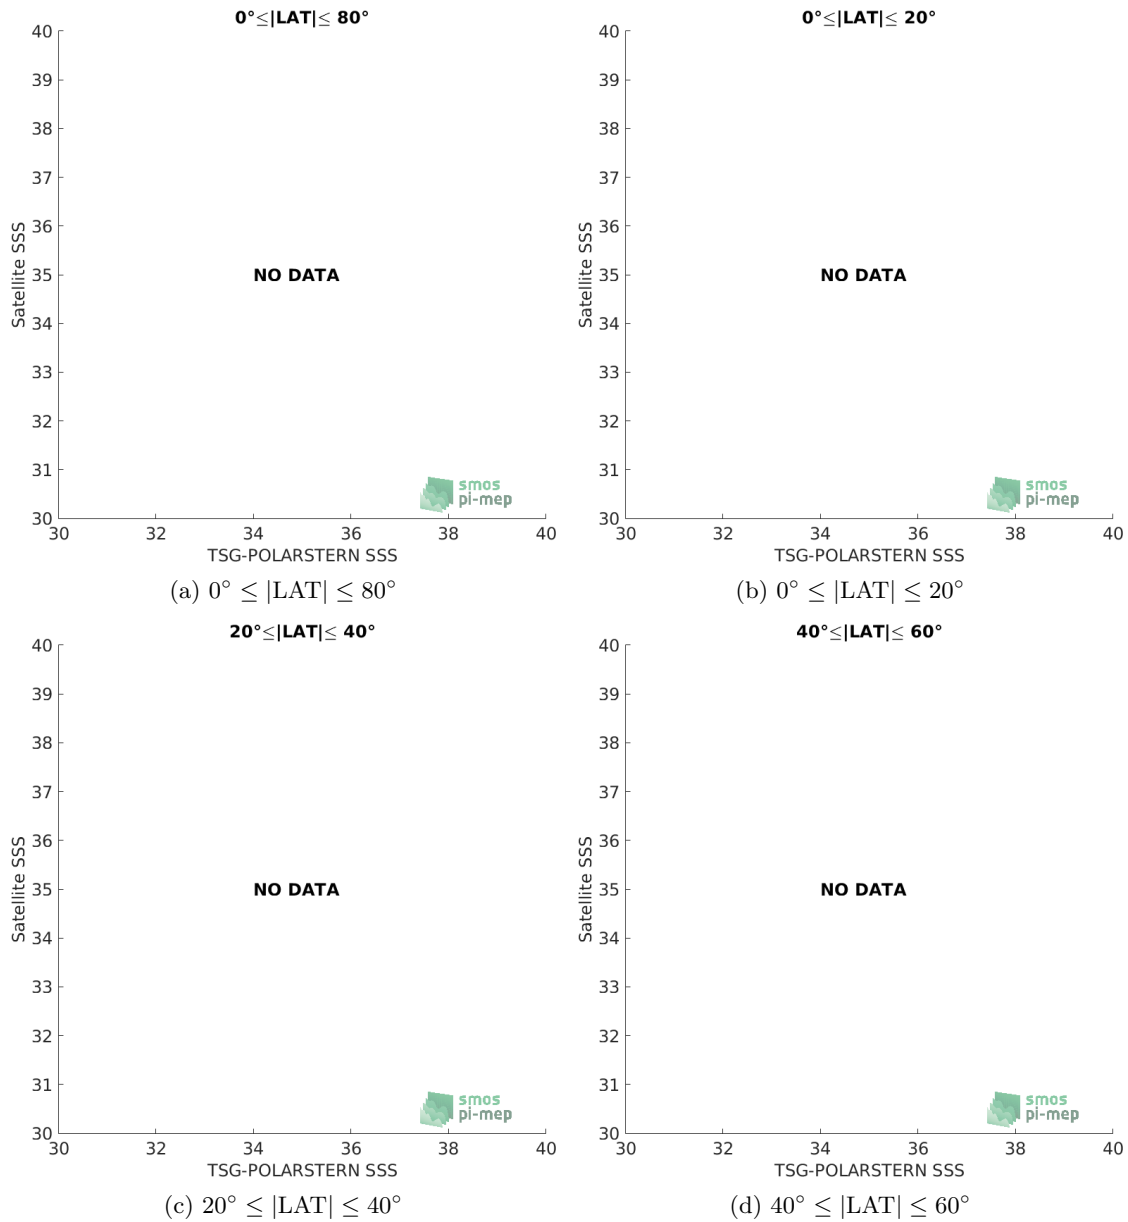 0°≤|LAT|≤ 80°
40
39
38
37
36
35
34
33
32
31
30
Satellite SSS
NO DATA
smos
pi-mep
30 32 34 36 38 40
TSG-POLARSTERN SSS
(a) 0° ≤ |LAT| ≤ 80°
0°≤|LAT|≤ 20°
40
39
38
37
36
35
34
33
32
31
30
Satellite SSS
NO DATA
smos
pi-mep
30 32 34 36 38 40
TSG-POLARSTERN SSS
(b) 0° ≤ |LAT| ≤ 20°
20°≤|LAT|≤ 40°
40
39
38
37
36
35
34
33
32
31
30
Satellite SSS
NO DATA
smos
pi-mep
30 32 34 36 38 40
TSG-POLARSTERN SSS
(c) 20° ≤ |LAT| ≤ 40°
40°≤|LAT|≤ 60°
40
39
38
37
36
35
34
33
32
31
30
Satellite SSS
NO DATA
smos
pi-mep
30 32 34 36 38 40
TSG-POLARSTERN SSS
(d) 40° ≤ |LAT| ≤ 60°